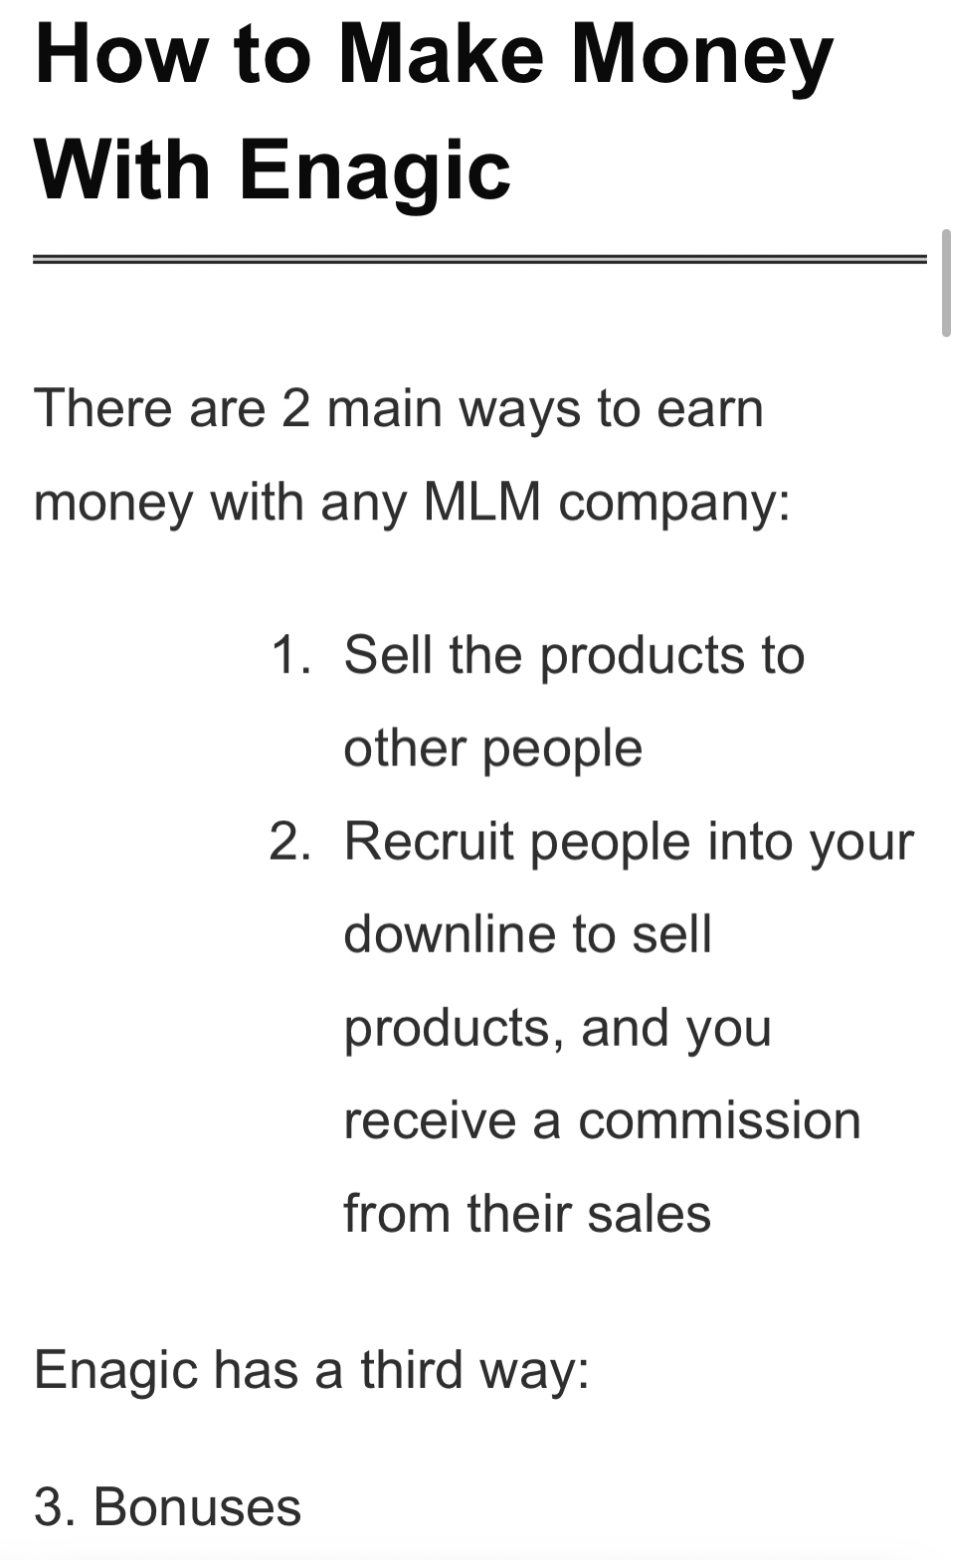 How to Make Money
With Enagic
There are 2 main ways to earn
money with any MLM company:
1. Sell the products to
other people
2. Recruit people into your
downline to sell
products, and you
receive a commission
from their sales
Enagic has a third way:
3. Bonuses